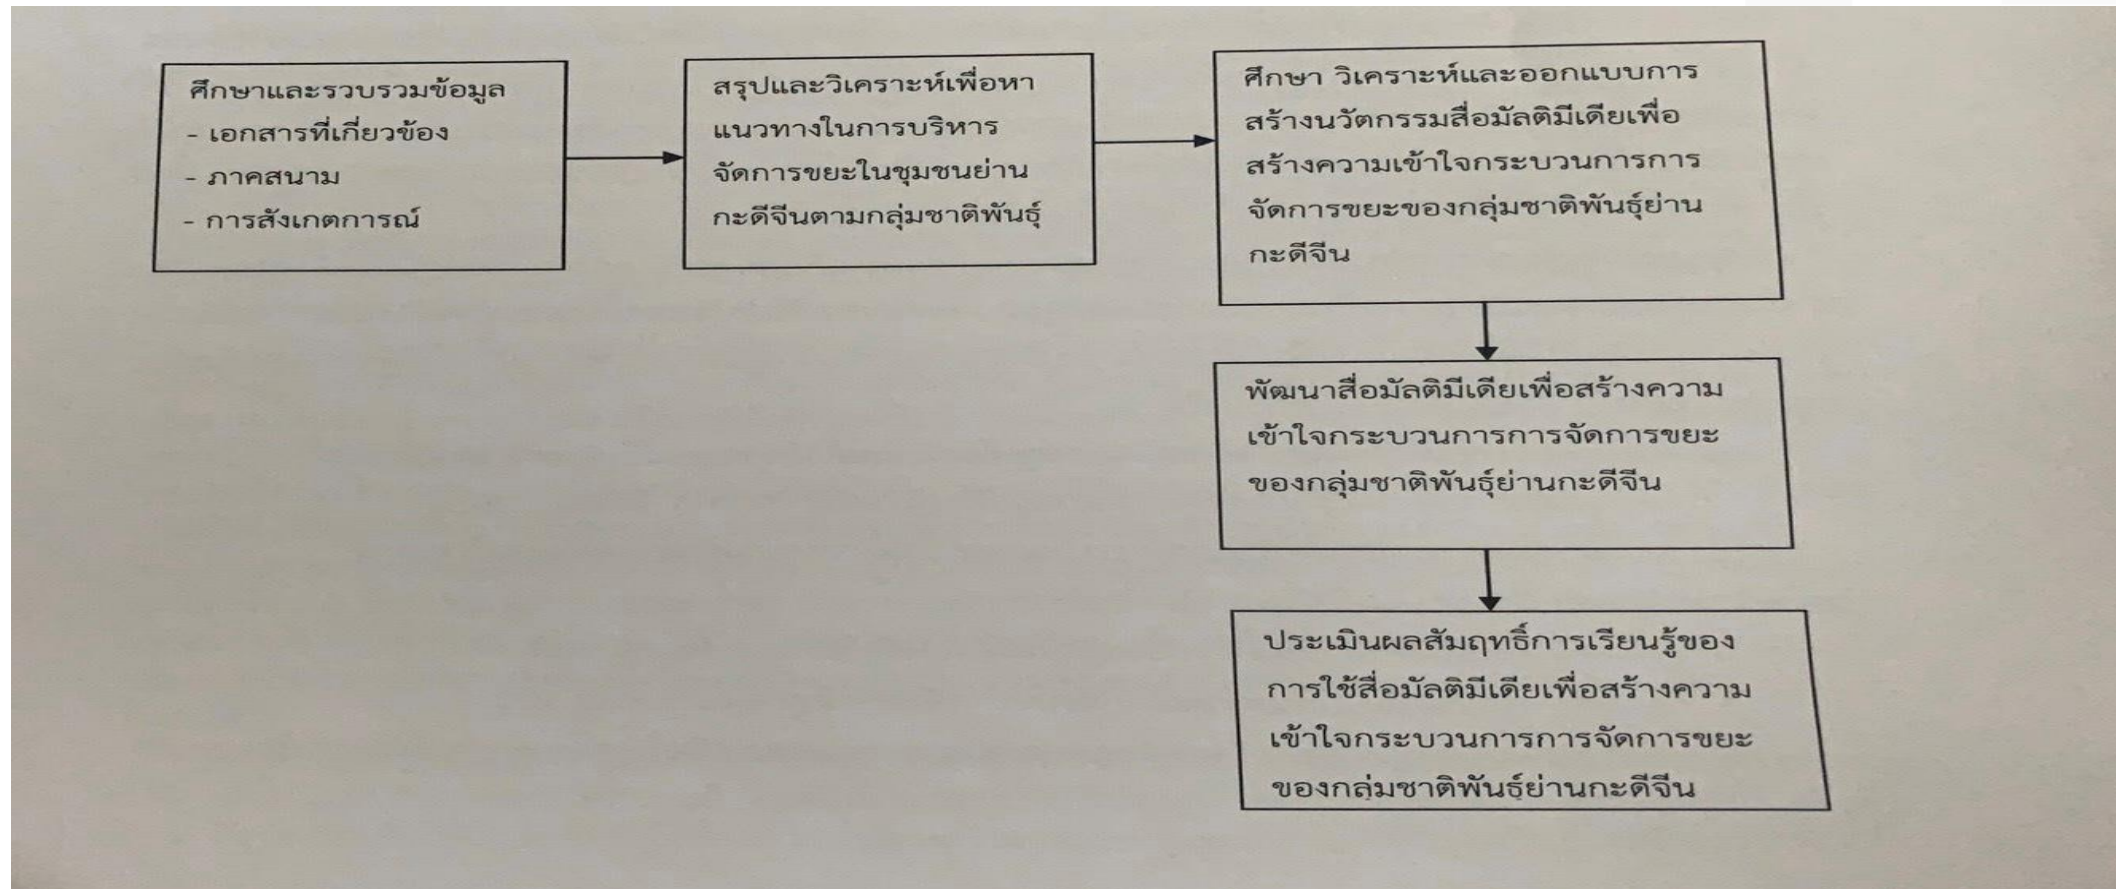 ศึกษาและรวบรวมข้อมูล
- เอกสารที่เกี่ยวข้อง
- ภาคสนาม
- การสังเกตการณ์
สรุปและวิเคราะห์เพื่อหา
แนวทางในการบริหาร
จัดการขยะในชุมชนย่าน
กะดีจีนตามกลุ่มชาติพันธุ์
ศึกษา วิเคราะห์และออกแบบการ
สร้างนวัตกรรมสื่อมัลติมีเดียเพื่อ
สร้างความเข้าใจกระบวนการการ
จัดการขยะของกลุ่มชาติพันธุ์ย่าน
กะดีจีน
พัฒนาสื่อมัลติมีเดียเพื่อสร้างความ
เข้าใจกระบวนการการจัดการขยะ
ของกลุ่มชาติพันธุ์ย่านกะดีจีน
ประเมินผลสัมฤทธิ์การเรียนรู้ของ
การใช้สื่อมัลติมีเดียเพื่อสร้างความ
เข้าใจกระบวนการการจัดการขยะ
ของกลุ่มชาติพันธุ์ย่านกะดีจีน